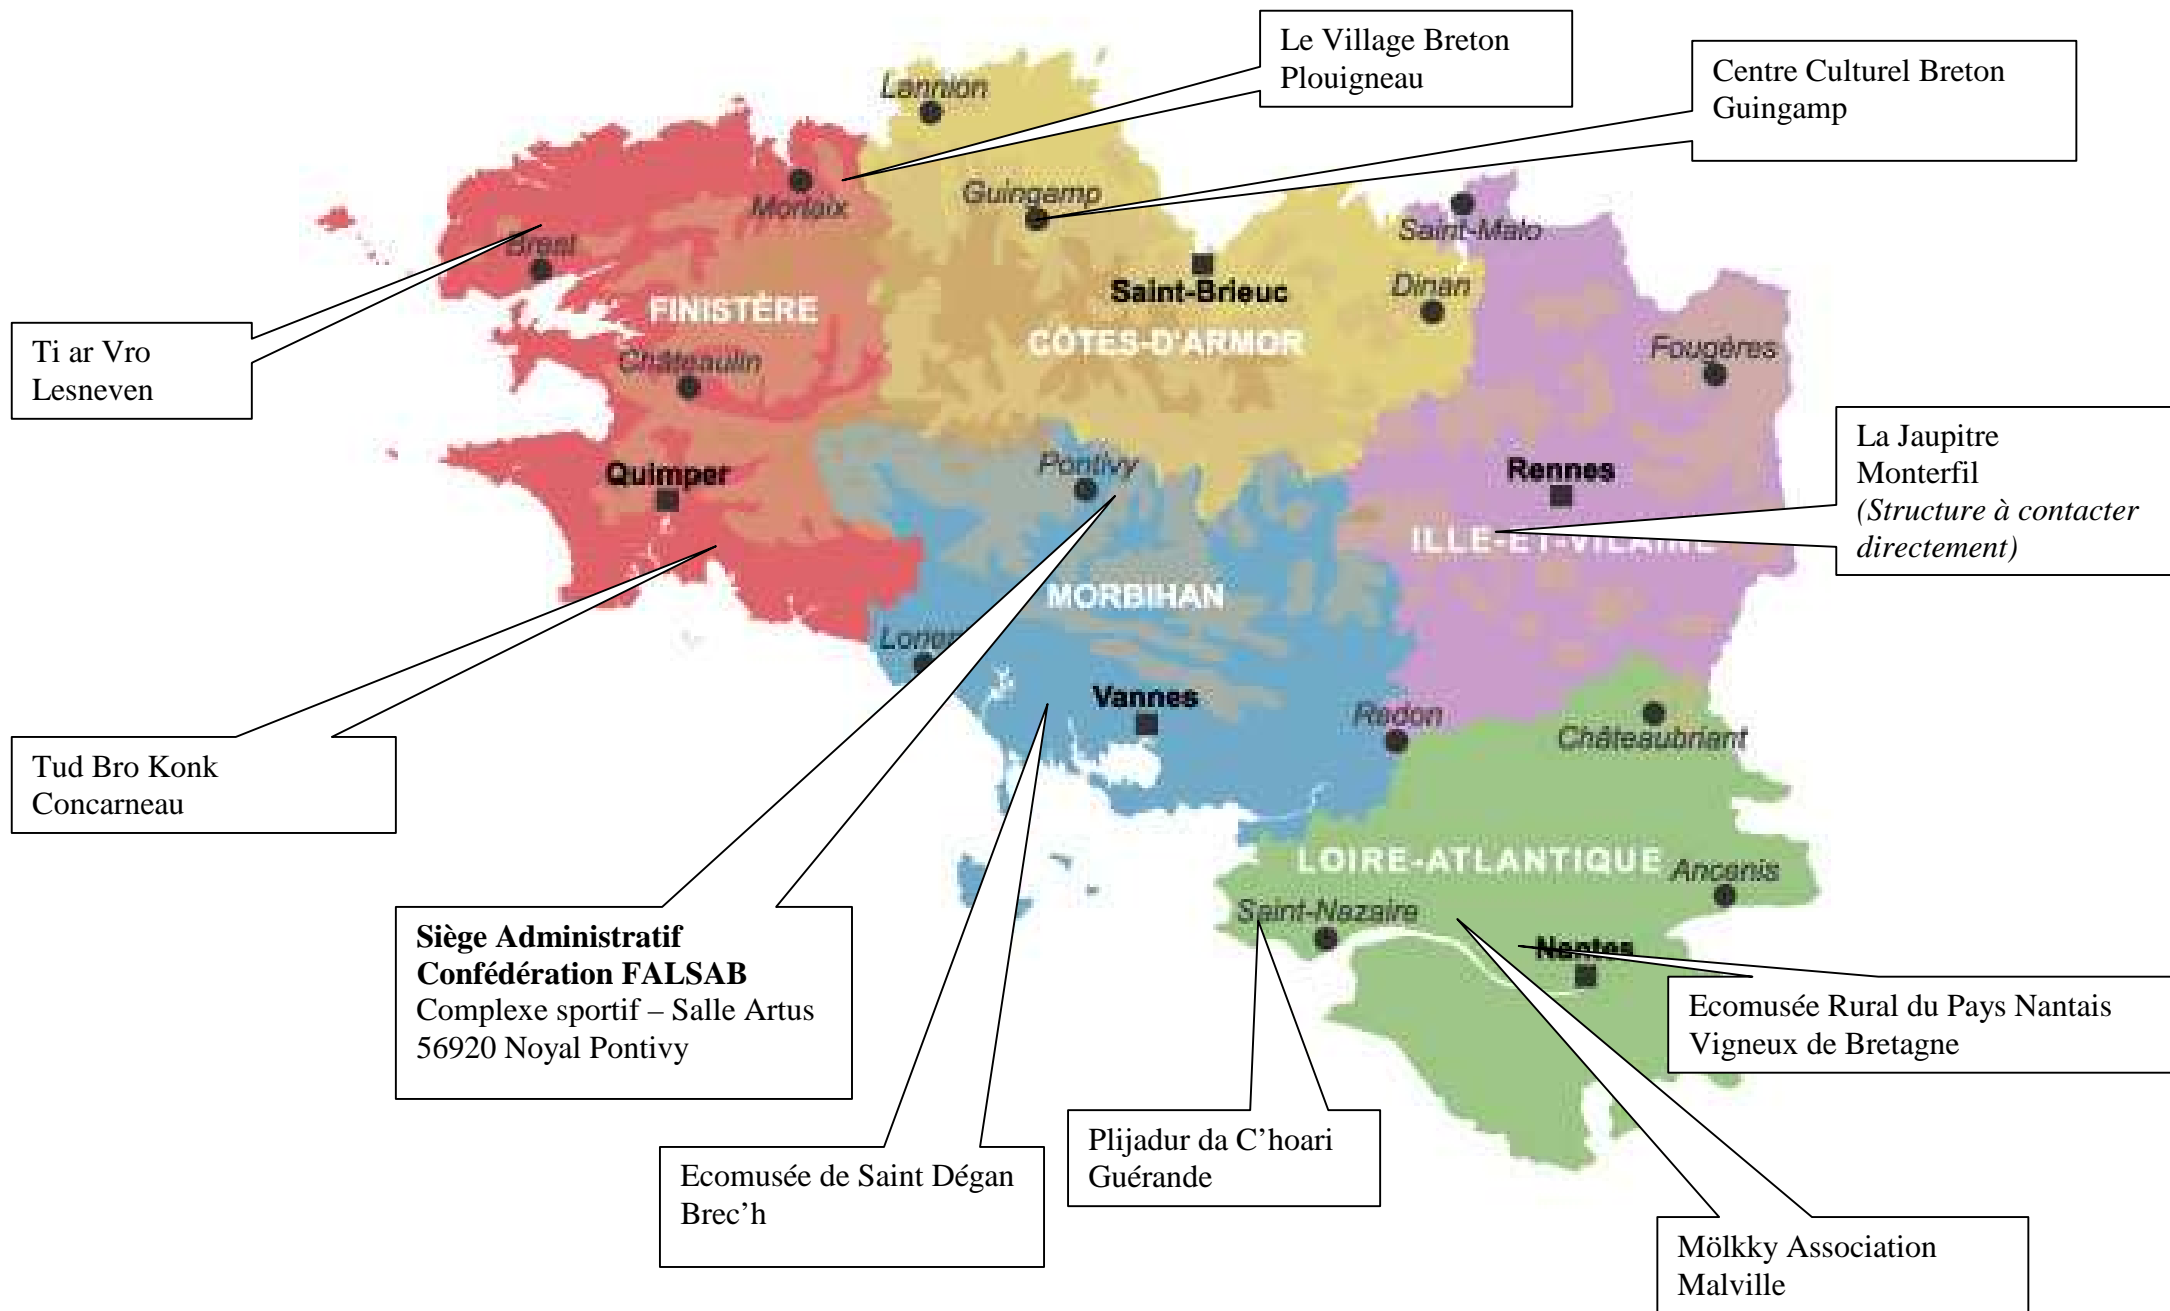 Le Village Breton
Plouigneau
Centre Culturel Breton
Guingamp
Lannion
Morlaix
Guingamp
Saint-Malo
Brest
Saint-Brieuc
Dinan
FINISTÈRE
CÔTES-D'ARMOR
Fougères
Ti ar Vro
Lesneven
Châteaulin
La Jaupitre
Monterfil
(Structure à contacter
directement)
Quimper
Pontivy
Rennes
ILLE-ET-VILAINE
MORBIHAN
Vannes
Redon
Châteaubriant
Tud Bro Konk
Concarneau
LOIRE-ATLANTIQUE
Ancenis
Saint-Nazaire
Nantes
Siège Administratif
Confédération FALSAB
Complexe sportif – Salle Artus
56920 Noyal Pontivy
Ecomusée Rural du Pays Nantais
Vigneux de Bretagne
Ecomusée de Saint Dégan
Brec’h
Plijadur da C’hoari
Guérande
Mölkky Association
Malville